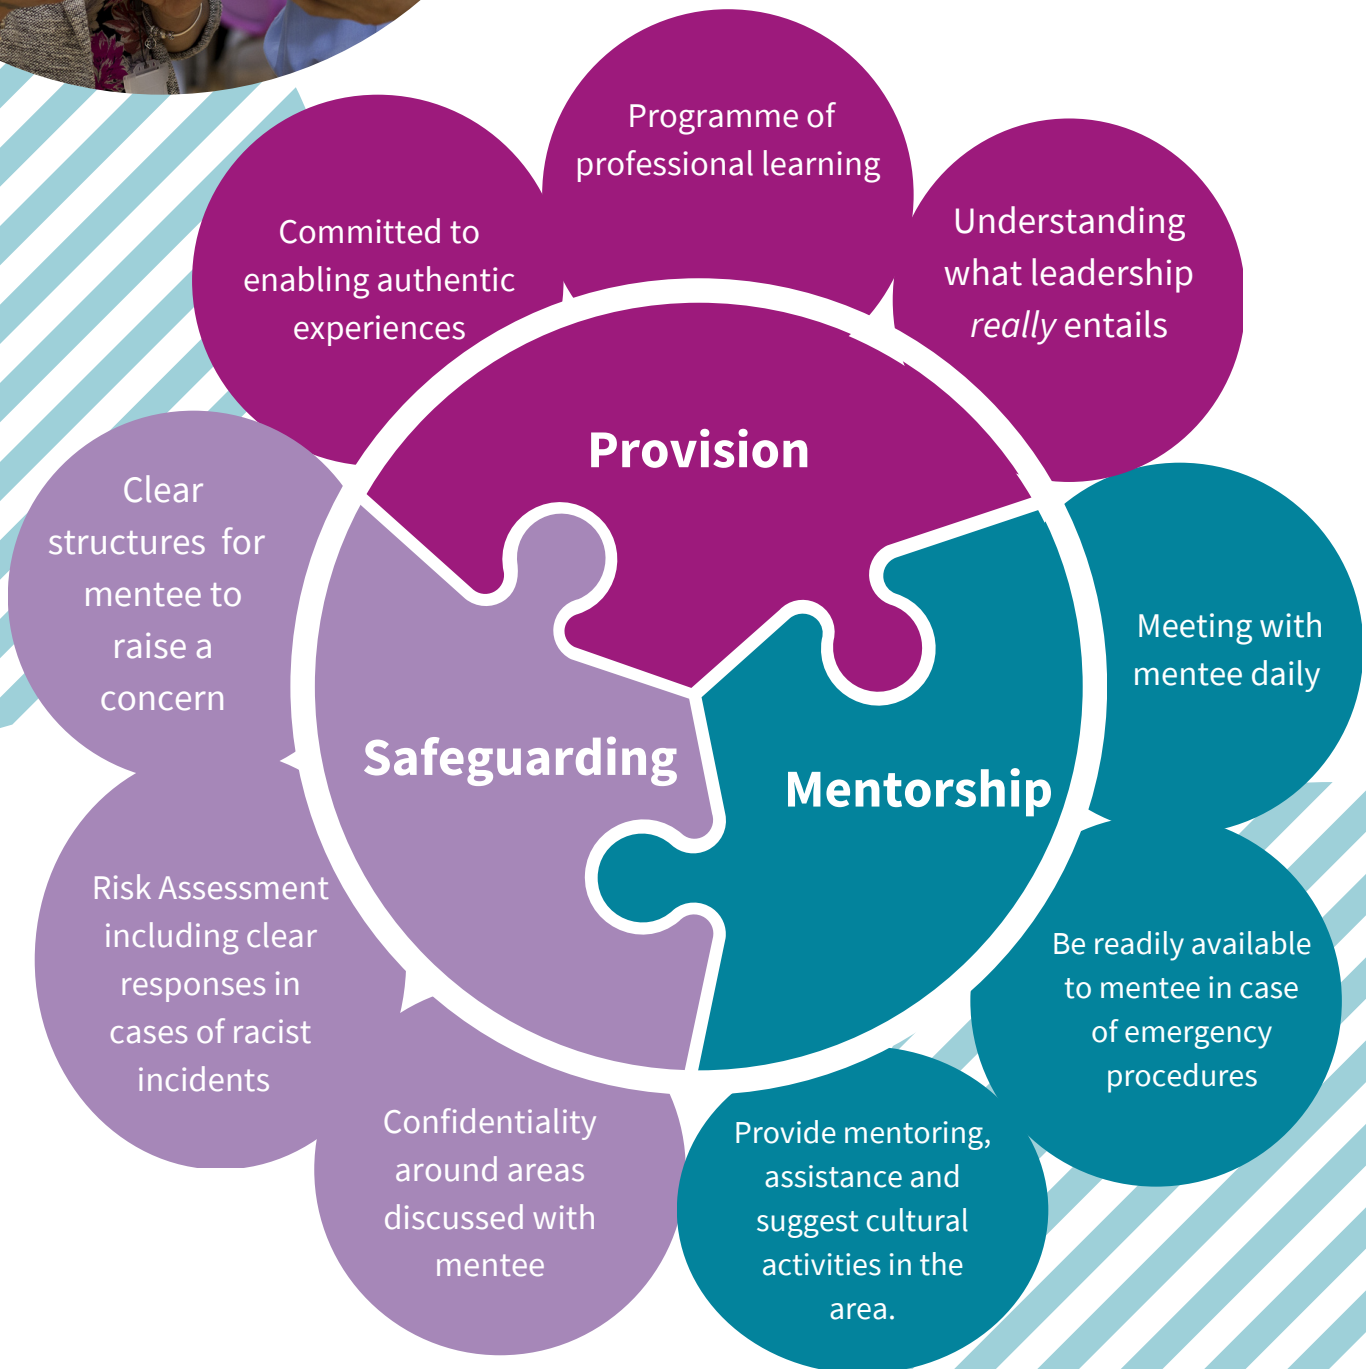 Programme of
professional learning
Committed to
enabling authentic
experiences
Understanding
what leadership
really entails
Provision
Clear
structures for
mentee to
raise a
concern
Meeting with
mentee daily
Safeguarding
Mentorship
Risk Assessment
including clear
responses in
cases of racist
incidents
Be readily available
to mentee in case
of emergency
procedures
Confidentiality
around areas
discussed with
mentee
Provide mentoring,
assistance and
suggest cultural
activities in the
area.